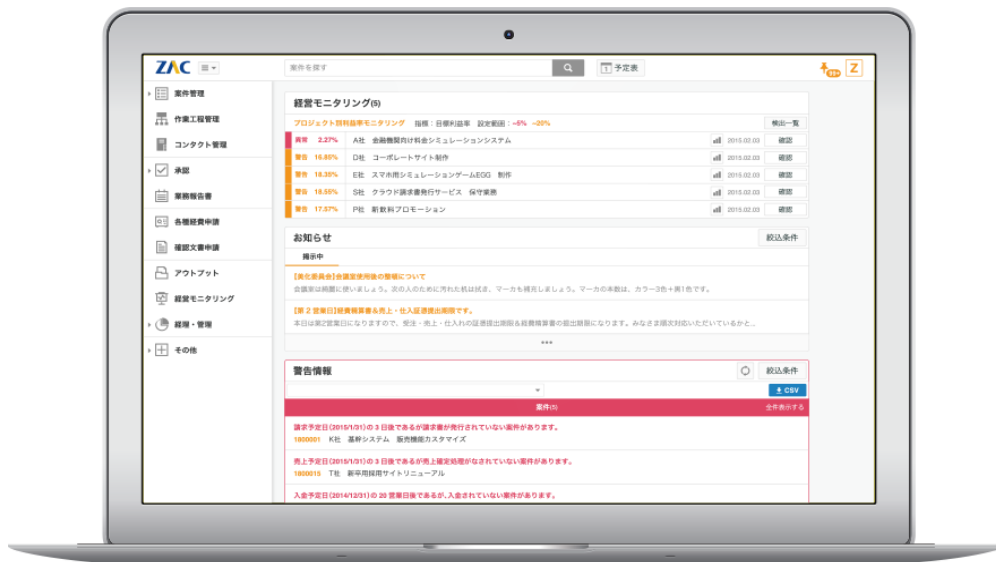 ZAC
案件を探す
1 予定表
99+
Z
案件管理
作業工程管理
コンタクト管理
承認
業務報告書
各種経費申請
確認文書申請
アウトプット
経営モニタリング
経理・管理
その他
経営モニタリング(5)
プロジェクト別利益率モニタリング 指標：目標利益率 設定範囲：-5% -20%
検出一覧
異常 2.27% A社 金融機関向け料金シミュレーションシステム 2015.02.03 確認
警告 16.85% D社 コーポレートサイト制作 2015.02.03 確認
警告 18.35% E社 スマホ用シミュレーションゲームEGG 制作 2015.02.03 確認
警告 18.55% S社 クラウド請求書発行サービス 保守業務 2015.02.03 確認
警告 17.57% P社 新飲料プロモーション 2015.02.03 確認
お知らせ
絞込条件
掲示中
【美化委員会】会議室使用後の整頓について
会議室は綺麗に使いましょう。次の人のために汚れた机は拭き、マーカも補充しましょう。マーカの本数は、カラー3色+黒1色です。
【第 2 営業日】経費精算書&売上・仕入証憑提出期限です。
本日は第2営業日になりますので、受注・売上・仕入れの証憑提出期限&経費精算書の提出期限になります。みなさま順次対応いただいているかと...
警告情報
絞込条件
CSV
案件(5)
全件表示する
請求予定日(2015/1/31)の 3 日後であるが請求書が発行されていない案件があります。
1800001 K社 基幹システム 販売機能カスタマイズ
売上予定日(2015/1/31)の 3 日後であるが売上確定処理がなされていない案件があります。
1800015 T社 新卒用採用サイトリニューアル
入金予定日(2014/12/31)の 20 営業日後であるが、入金されていない案件があります。